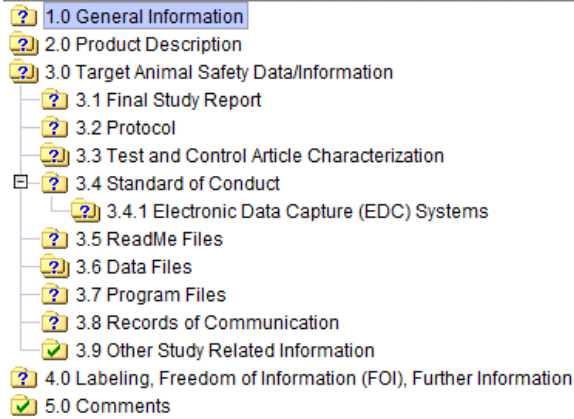 1.0 General Information
2.0 Product Description
3.0 Target Animal Safety Data/Information
3.1 Final Study Report
3.2 Protocol
3.3 Test and Control Article Characterization
3.4 Standard of Conduct
3.4.1 Electronic Data Capture (EDC) Systems
3.5 ReadMe Files
3.6 Data Files
3.7 Program Files
3.8 Records of Communication
3.9 Other Study Related Information
4.0 Labeling, Freedom of Information (FOI), Further Information
5.0 Comments